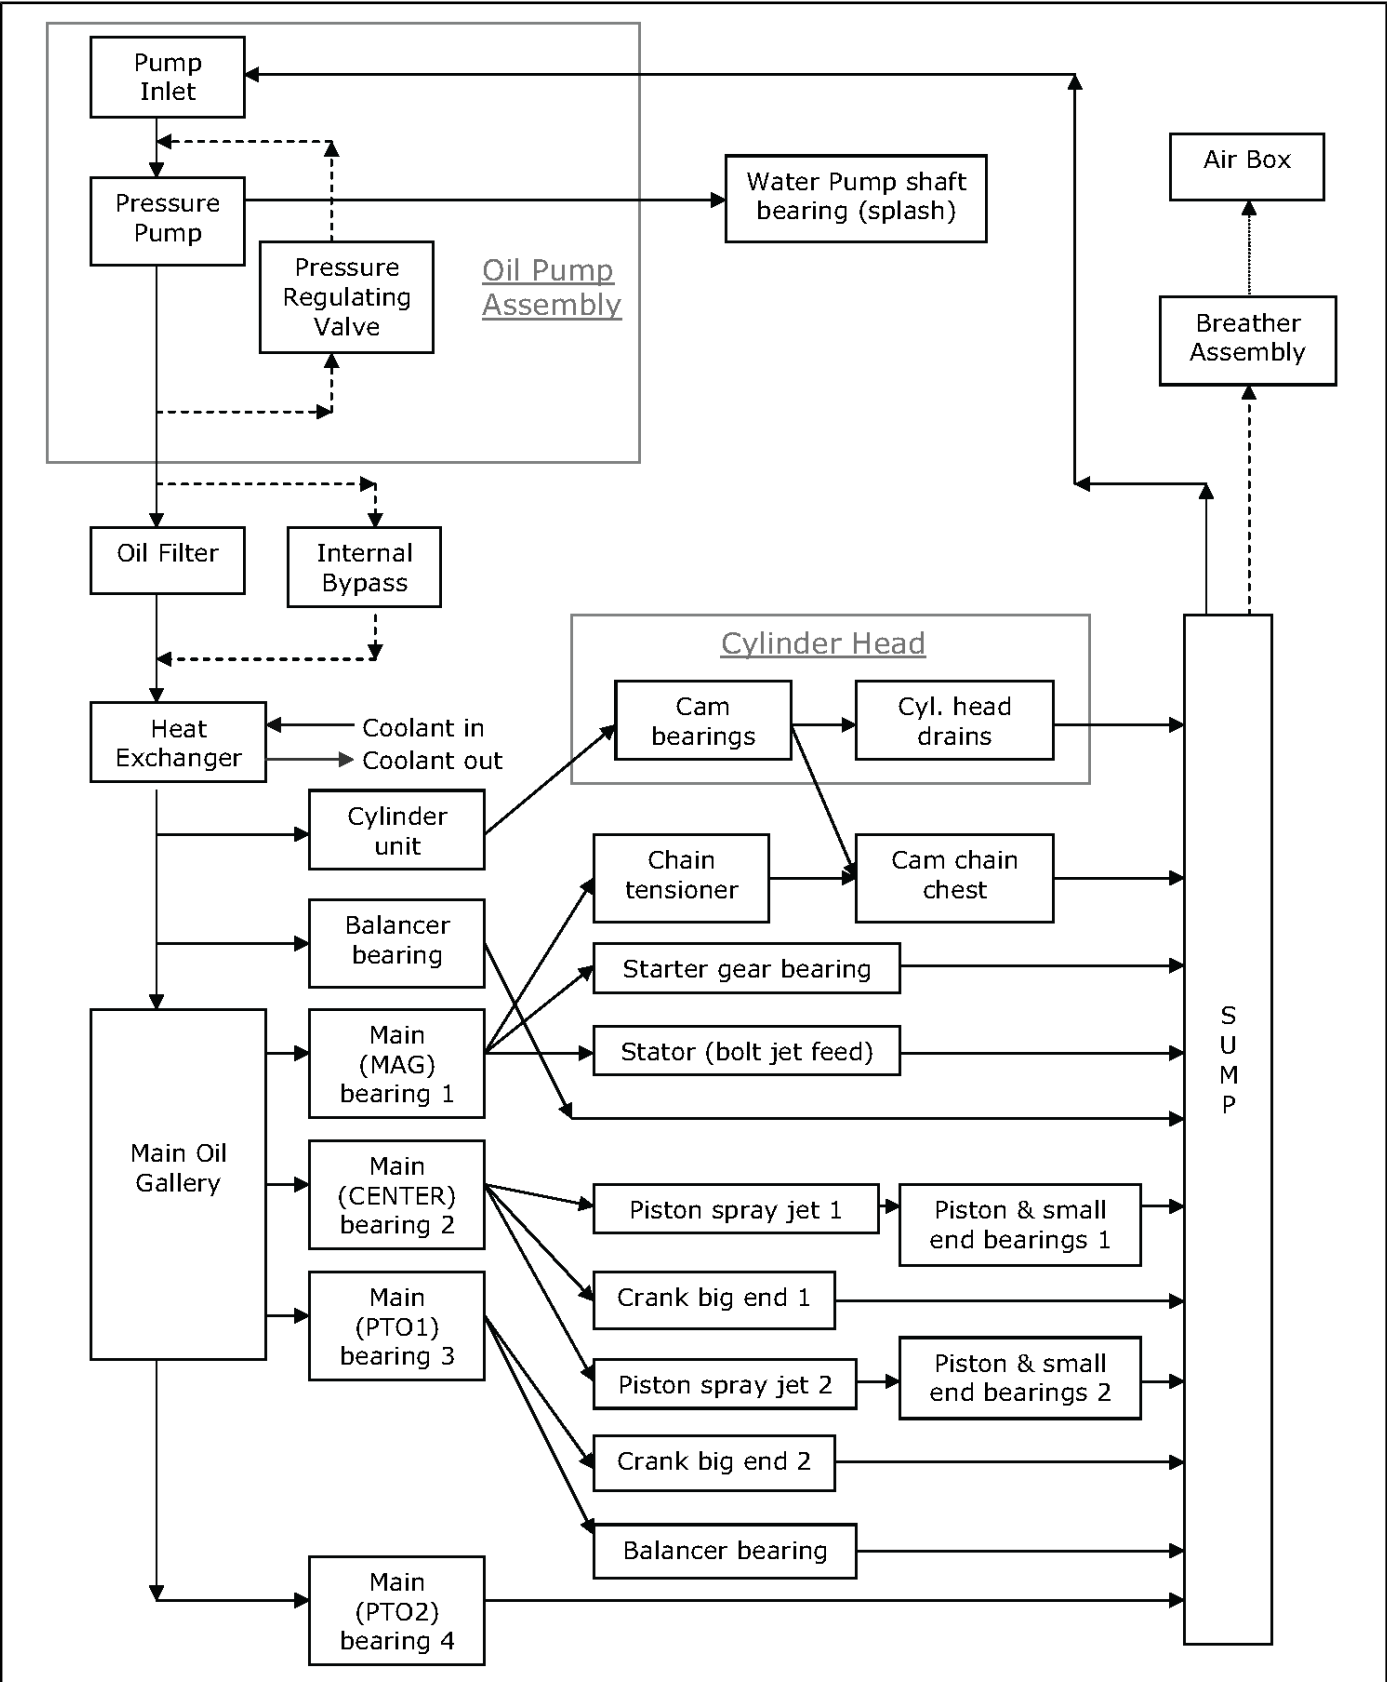 Pump
Inlet
Pressure
Pump
Pressure
Regulating
Valve
Oil Pump
Assembly
Water Pump shaft
bearing (splash)
Air Box
Breather
Assembly
Oil Filter
Internal
Bypass
Heat
Exchanger
Coolant in
Coolant out
Cylinder Head
Cam
bearings
Cyl. head
drains
Cylinder
unit
Chain
tensioner
Cam chain
chest
Balancer
bearing
Starter gear bearing
Main
(MAG)
bearing 1
Stator (bolt jet feed)
S
U
M
P
Main Oil
Gallery
Main
(CENTER)
bearing 2
Piston spray jet 1
Piston & small
end bearings 1
Crank big end 1
Main
(PTO1)
bearing 3
Piston spray jet 2
Piston & small
end bearings 2
Crank big end 2
Balancer bearing
Main
(PTO2)
bearing 4